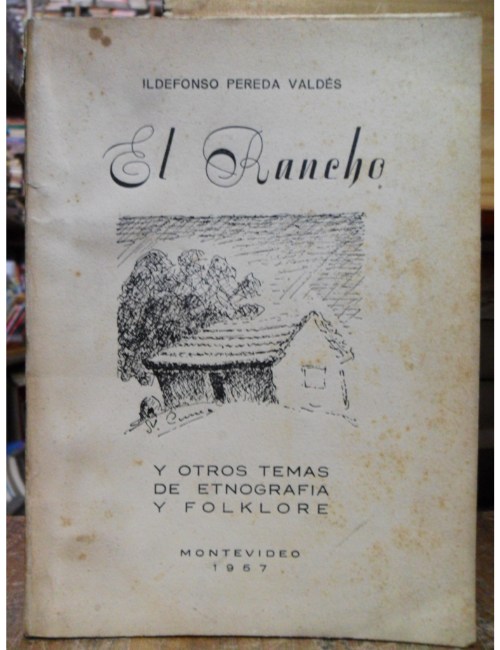 ILDEFONSO PEREDA VALDÉS
El Rancho
Y OTROS TEMAS
DE ETNOGRAFIA
Y FOLKLORE
MONTEVIDEO
1957